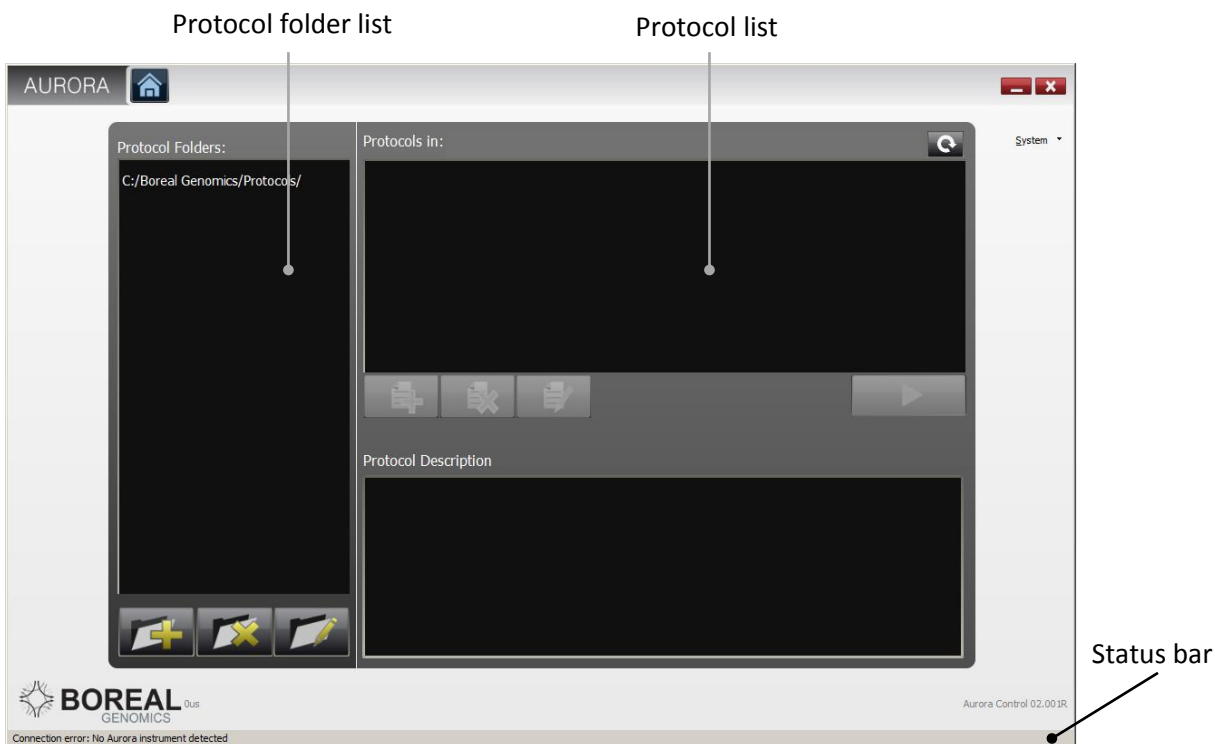 Protocol folder list
Protocol list
AURORA
System
Protocol Folders:
Protocols in:
C:/Boreal Genomics/Protocols/
Protocol Description
Status bar
BOREAL 0us
GENOMICS
Aurora Control 02.001R
Connection error: No Aurora instrument detected